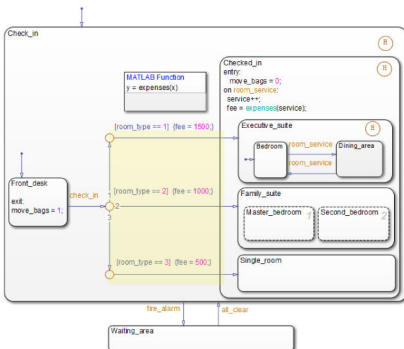 Check_in
H
Checked_in
entry:
move_bags = 0;
on room_service:
service++;
fee = expenses(service);
H
MATLAB Function
y = expenses(x)
[room_type == 1] {fee = 1500;}
Executive_suite
H
Bedroom
room_service
Dining_area
room_service
Front_desk
exit:
move_bags = 1;
check_in
1
[room_type == 2] {fee = 1000;}
2
3
Family_suite
Master_bedroom
1
Second_bedroom
2
[room_type == 3] {fee = 500;}
Single_room
fire_alarm
all_clear
Waiting_area